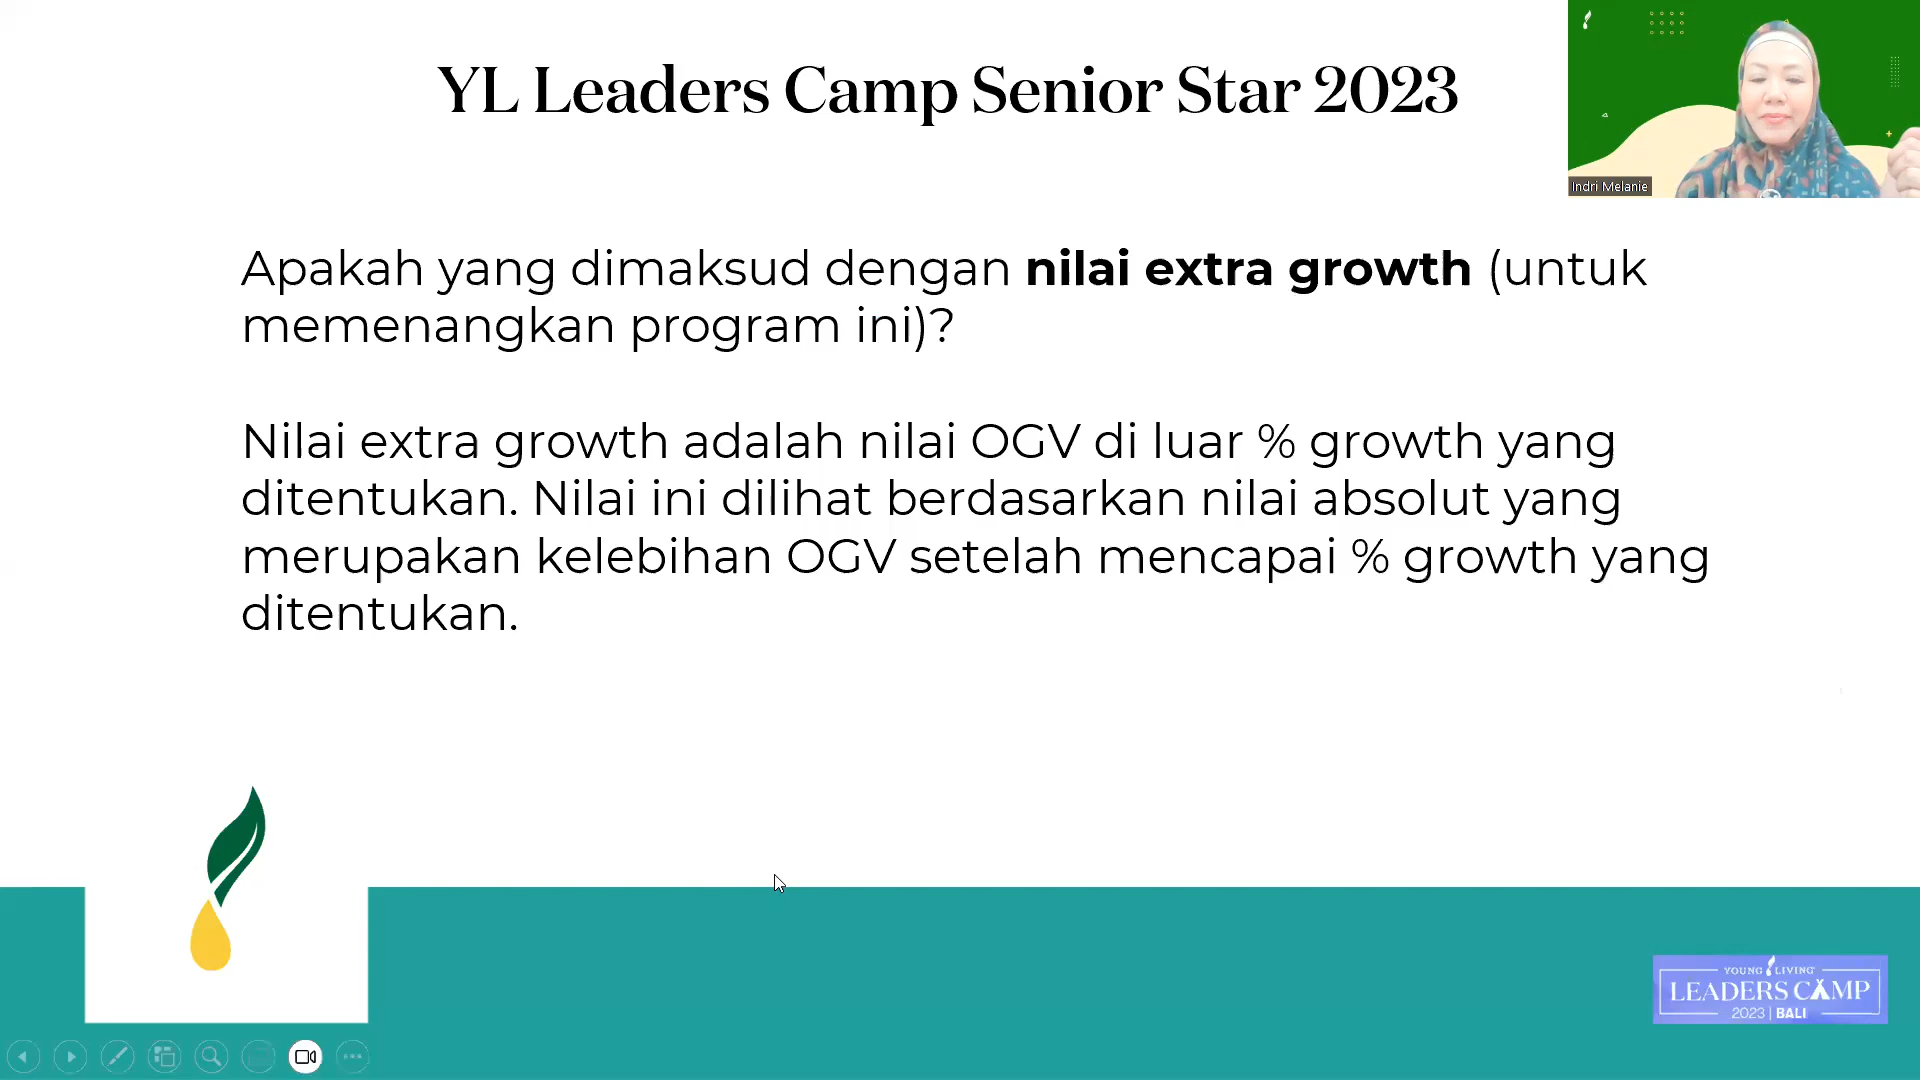 YL Leaders Camp Senior Star 2023
Indri Melanie
Apakah yang dimaksud dengan nilai extra growth (untuk
memenangkan program ini)?
Nilai extra growth adalah nilai OGV di luar % growth yang
ditentukan. Nilai ini dilihat berdasarkan nilai absolut yang
merupakan kelebihan OGV setelah mencapai % growth yang
ditentukan.
YOUNG LIVING
LEADERS CAMP
2023 | BALI